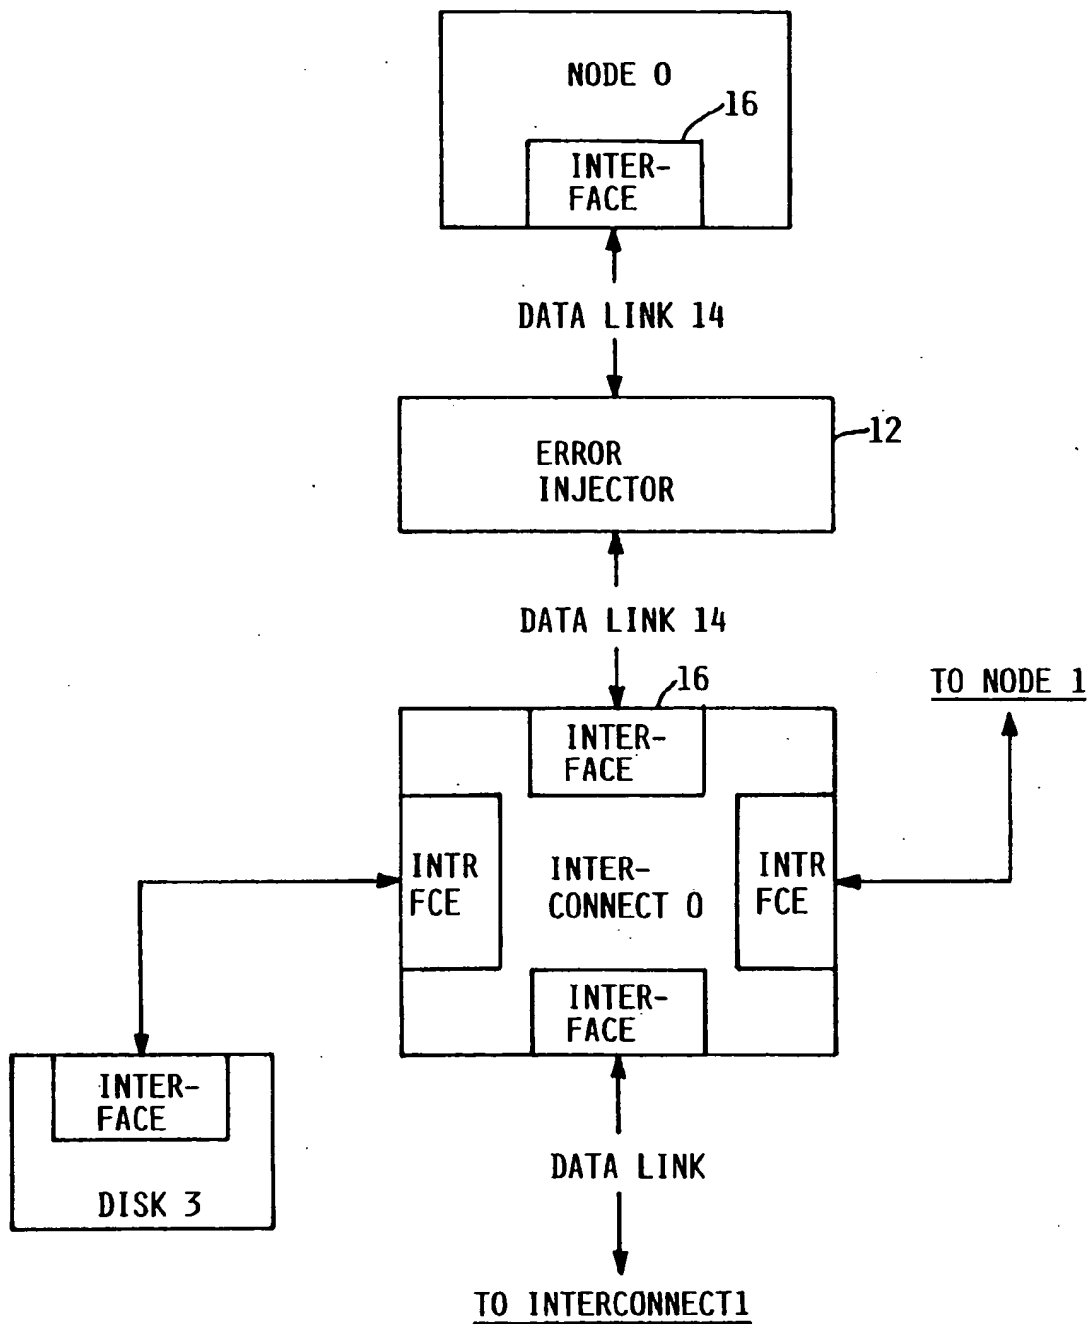 NODE 0
16
INTER-
FACE
DATA LINK 14
12
ERROR
INJECTOR
DATA LINK 14
16
TO NODE 1
INTER-
FACE
INTR
FCE
INTER-
CONNECT 0
INTR
FCE
INTER-
FACE
INTER-
FACE
DISK 3
DATA LINK
TO INTERCONNECT1